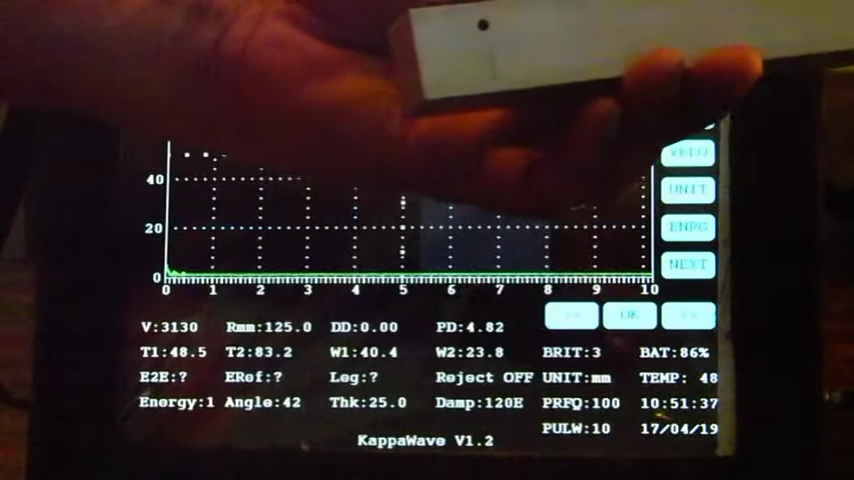 40
UNIT
20
ENRG
0
NEXT
0 1 2 3 4 5 6 7 8 9 10
OK
V:3130 Rmm:125.0 DD:0.00 PD:4.82
T1:48.5 T2:83.2 W1:40.4 W2:23.8 BRIT:3 BAT:86%
E2E:? ERef:? Leg:? Reject OFF UNIT:mm TEMP: 48
Energy:1 Angle:42 Thk:25.0 Damp:120E PRFQ:100 10:51:37
PULW:10 17/04/19
KappaWave V1.2